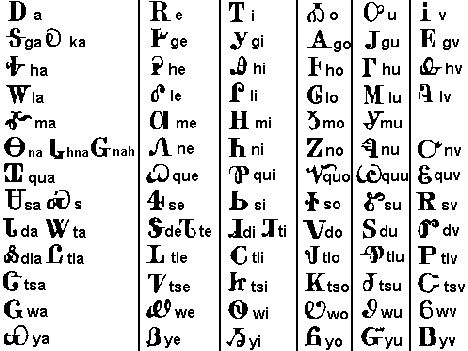 Ꭰ a Ꭱ e Ꭲ i Ꭳ o Ꭴ u Ꭵ v
Ꭶ ga Ꭷ ka Ꭸ ge Ꭹ gi Ꭺ go Ꭻ gu Ꭼ gv
Ꭽ ha Ꭾ he Ꭿ hi Ꮀ ho Ꮁ hu Ꮂ hv
Ꮃ la Ꮄ le Ꮅ li Ꮆ lo Ꮇ lu Ꮈ lv
Ꮉ ma Ꮊ me Ꮋ mi Ꮌ mo Ꮍ mu
Ꮎ na Ꮏ hna Ꮐ nah Ꮑ ne Ꮒ ni Ꮓ no Ꮔ nu Ꮕ nv
Ꮖ qua Ꮗ que Ꮘ qui Ꮙ quo Ꮚ quu Ꮛ quv
Ꮜ sa Ꮝ s Ꮞ se Ꮟ si Ꮠ so Ꮡ su Ꮢ sv
Ꮣ da Ꮤ ta Ꮥ de Ꮦ te Ꮧ di Ꮨ ti Ꮩ do Ꮪ du Ꮫ dv
Ꮬ dla Ꮭ tla Ꮮ tle Ꮯ tli Ꮰ tlo Ꮱ tlu Ꮲ tlv
Ꮳ tsa Ꮴ tse Ꮵ tsi Ꮶ tso Ꮷ tsu Ꮸ tsv
Ꮹ wa Ꮺ we Ꮻ wi Ꮼ wo Ꮽ wu Ꮾ wv
Ꮿ ya Ᏸ ye Ᏹ yi Ᏺ yo Ᏻ yu Ᏼ yv